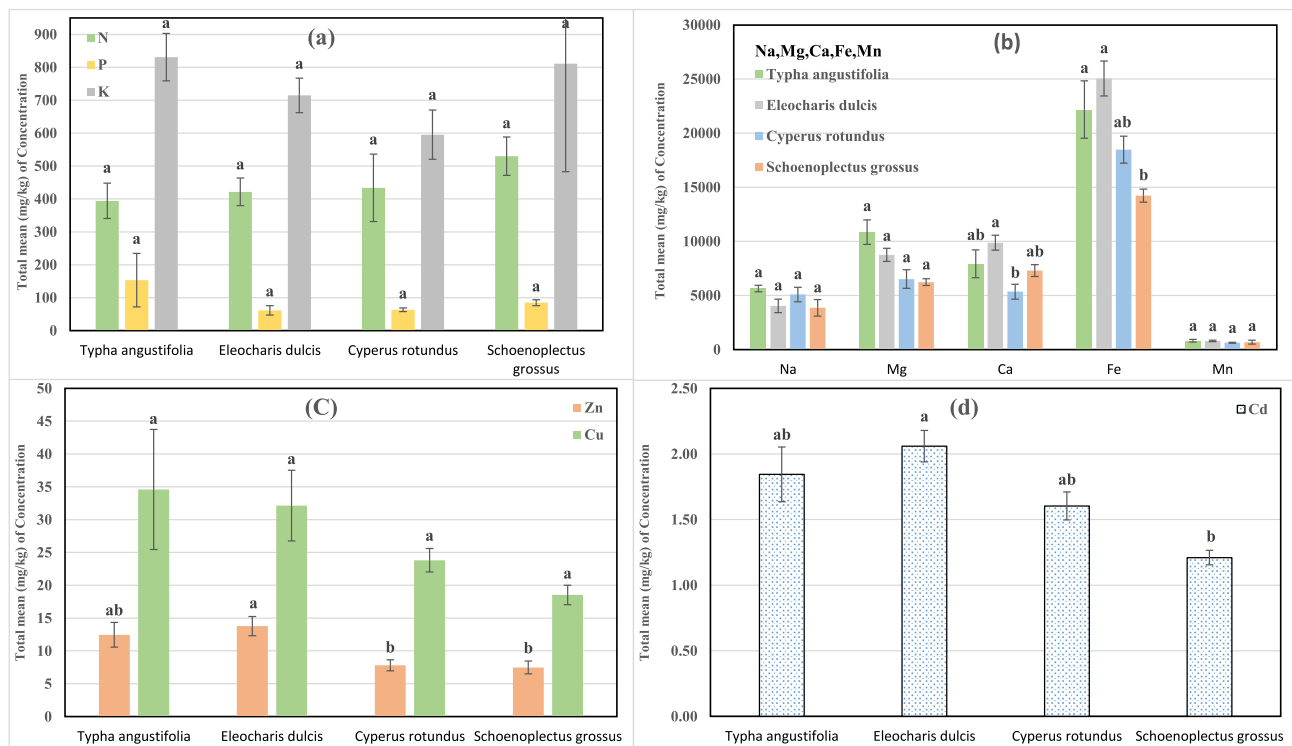 (a)
N
P
K
Total mean (mg/kg) of Concentration
900
800
700
600
500
400
300
200
100
0
a a a
a a a
a a a
a a a
Typha angustifolia Eleocharis dulcis Cyperus rotundus Schoenoplectus
grossus
(b)
Na,Mg,Ca,Fe,Mn
Typha angustifolia
Eleocharis dulcis
Cyperus rotundus
Schoenoplectus grossus
Total mean (mg/kg) of Concentration
30000
25000
20000
15000
10000
5000
0
a a a a
a a a a
ab a b ab
a a ab b
a a a a
Na Mg Ca Fe Mn
(C)
Zn
Cu
Total mean (mg/kg) of Concentration
50
45
40
35
30
25
20
15
10
5
0
ab a
a a
b a
b a
Typha angustifolia Eleocharis dulcis Cyperus rotundus Schoenoplectus grossus
(d)
Cd
Total mean (mg/kg) of Concentration
2.50
2.00
1.50
1.00
0.50
0.00
ab a ab b
Typha angustifolia Eleocharis dulcis Cyperus rotundus Schoenoplectus grossus